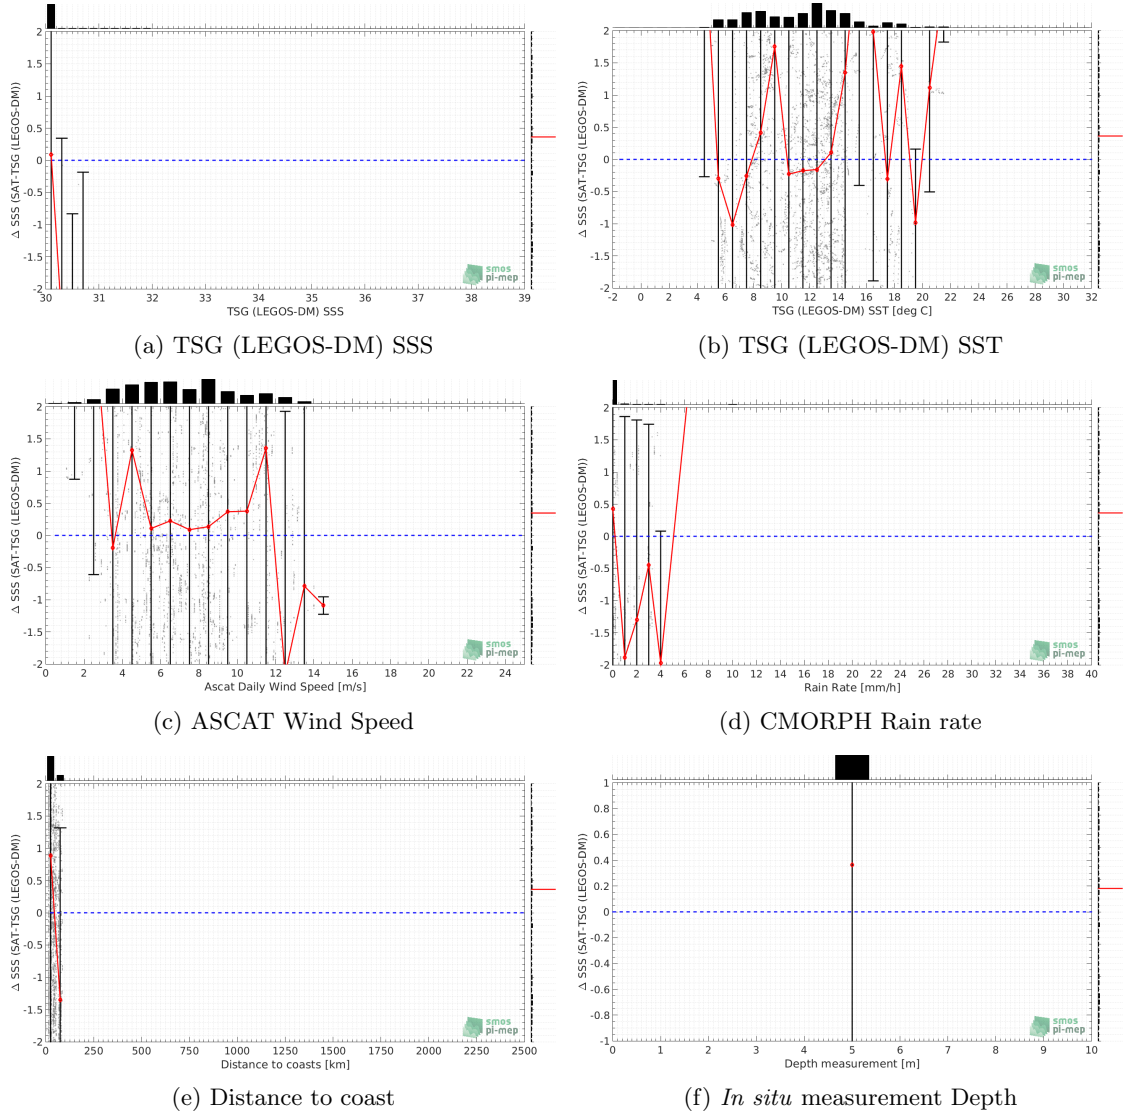 2
1.5
1
0.5
0
-0.5
-1
-1.5
-2
Δ SSS (SAT-TSG (LEGOS-DM))
30 31 32 33 34 35 36 37 38 39
TSG (LEGOS-DM) SSS
smos
pi-mep
(a) TSG (LEGOS-DM) SSS
2
1.5
1
0.5
0
-0.5
-1
-1.5
-2
Δ SSS (SAT-TSG (LEGOS-DM))
-2 0 2 4 6 8 10 12 14 16 18 20 22 24 26 28 30 32
TSG (LEGOS-DM) SST [deg C]
smos
pi-mep
(b) TSG (LEGOS-DM) SST
2
1.5
1
0.5
0
-0.5
-1
-1.5
-2
Δ SSS (SAT-TSG (LEGOS-DM))
0 2 4 6 8 10 12 14 16 18 20 22 24
Ascat Daily Wind Speed [m/s]
smos
pi-mep
(c) ASCAT Wind Speed
2
1.5
1
0.5
0
-0.5
-1
-1.5
-2
Δ SSS (SAT-TSG (LEGOS-DM))
0 2 4 6 8 10 12 14 16 18 20 22 24 26 28 30 32 34 36 38 40
Rain Rate [mm/h]
smos
pi-mep
(d) CMORPH Rain rate
2
1.5
1
0.5
0
-0.5
-1
-1.5
-2
Δ SSS (SAT-TSG (LEGOS-DM))
0 250 500 750 1000 1250 1500 1750 2000 2250 2500
Distance to coasts [km]
smos
pi-mep
(e) Distance to coast
1
0.8
0.6
0.4
0.2
0
-0.2
-0.4
-0.6
-0.8
-1
Δ SSS (SAT-TSG (LEGOS-DM))
0 1 2 3 4 5 6 7 8 9 10
Depth measurement [m]
smos
pi-mep
(f) In situ measurement Depth